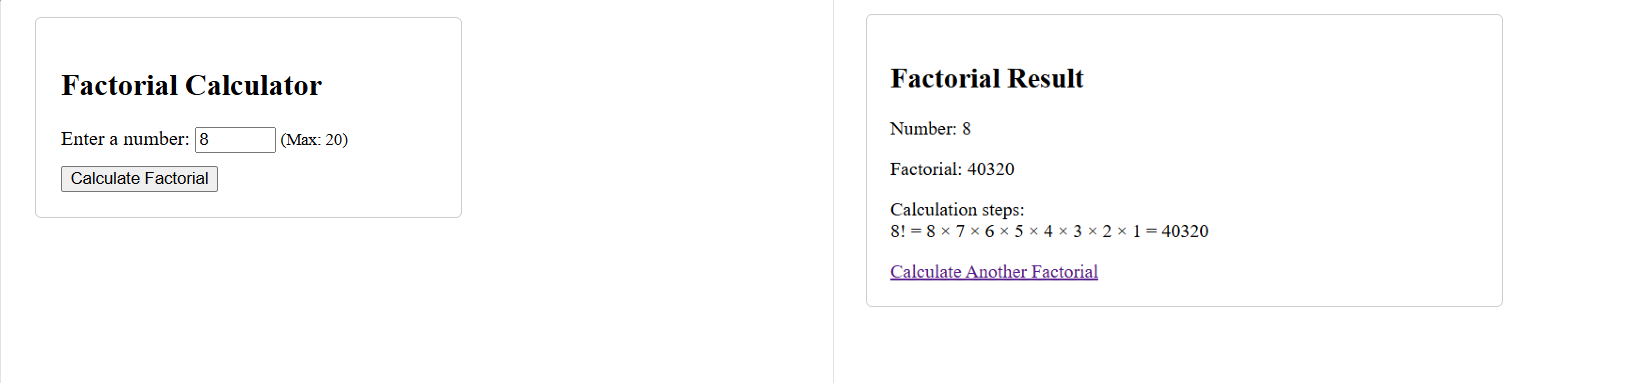 Factorial Calculator
Enter a number: 8 (Max: 20)
Calculate Factorial
Factorial Result
Number: 8
Factorial: 40320
Calculation steps:
8! = 8 × 7 × 6 × 5 × 4 × 3 × 2 × 1 = 40320
Calculate Another Factorial